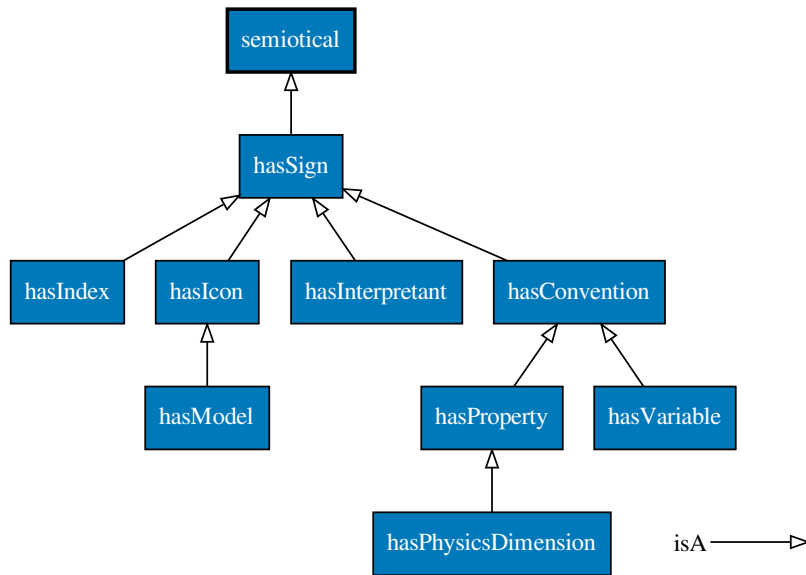 semiotical
hasSign
hasIndex
hasIcon
hasInterpretant
hasConvention
hasModel
hasProperty
hasVariable
hasPhysicsDimension
isA